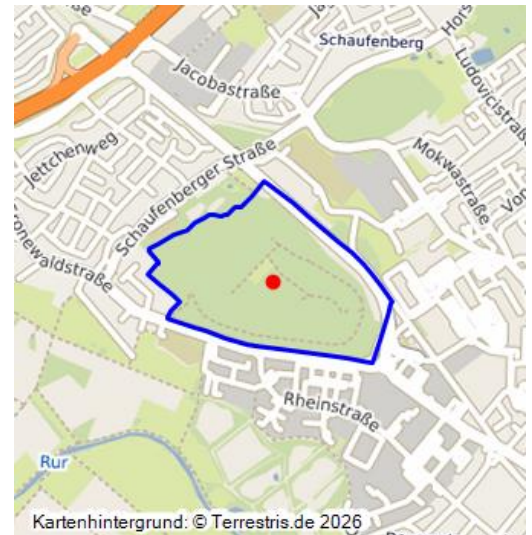 Schaufenberg
Jacobastraße
Ludovicistraße
Mokwastraße
Jettchenweg
Schaufenberger Straße
Rheinstraße
Rur
Kartenhintergrund: © Terrestris.de 2026